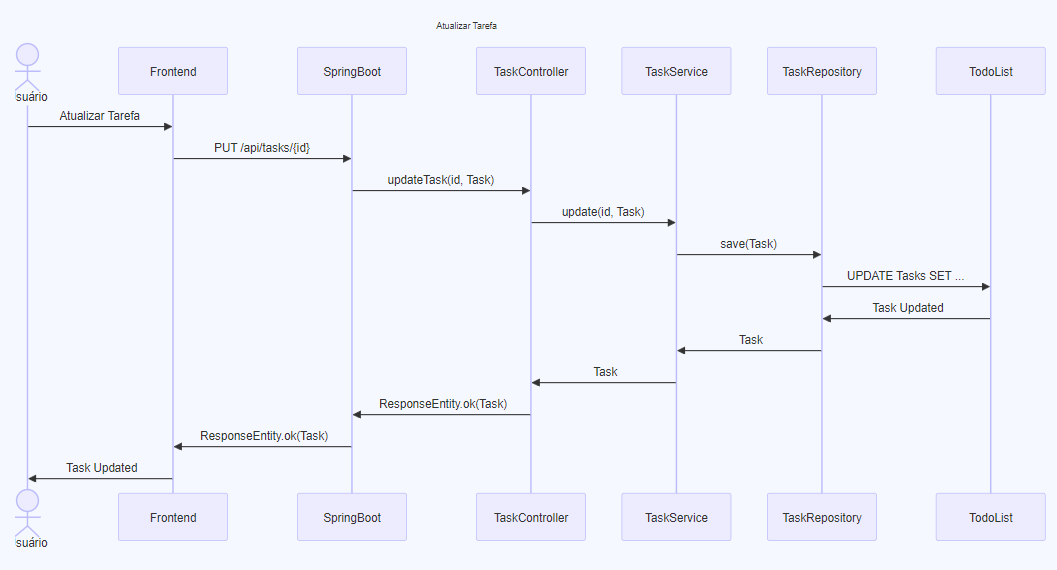 Atualizar Tarefa
suário
Frontend
SpringBoot
TaskController
TaskService
TaskRepository
TodoList
Atualizar Tarefa
PUT /api/tasks/{id}
updateTask(id, Task)
update(id, Task)
save(Task)
UPDATE Tasks SET ...
Task Updated
Task
Task
ResponseEntity.ok(Task)
ResponseEntity.ok(Task)
Task Updated
suário
Frontend
SpringBoot
TaskController
TaskService
TaskRepository
TodoList